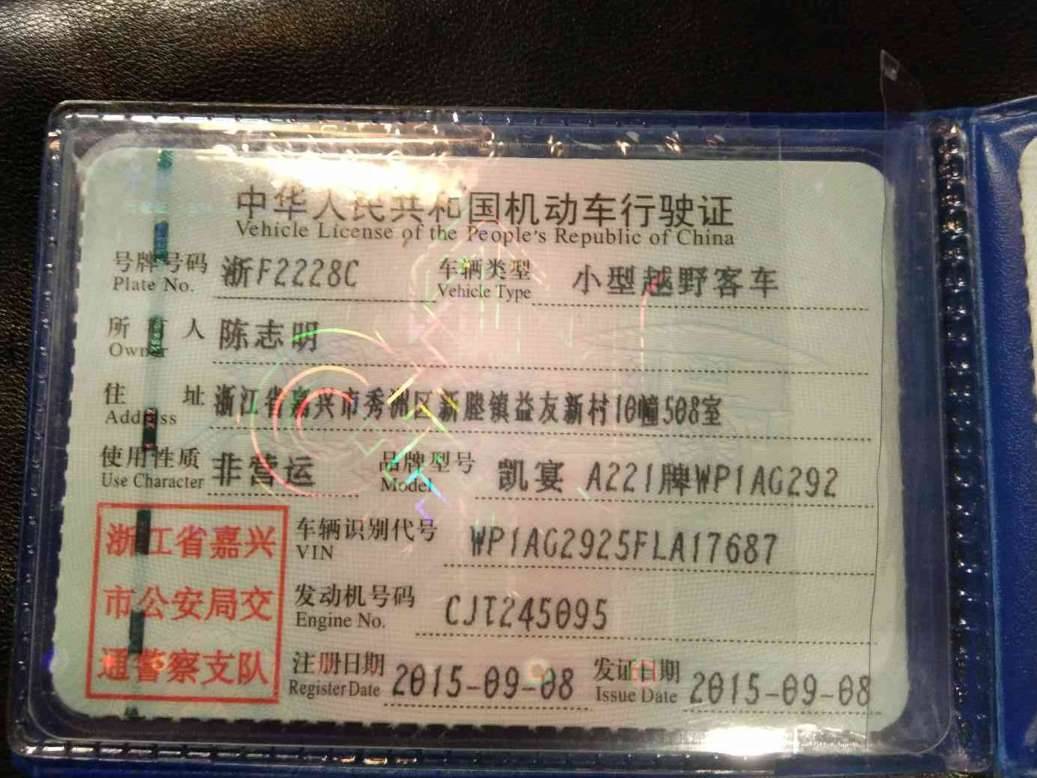 中华人民共和国机动车行驶证
Vehicle License of the People's Republic of China
号牌号码 浙F2228C 车辆类型 小型越野客车
Plate No. Vehicle Type
所有人 陈志明
Owner
住址 浙江省嘉兴市秀洲区新塍镇益友新村10幢508室
Address
使用性质 非营运 品牌型号 凯宴 A221牌WP1AG292
Use Character Model
浙江省嘉兴 车辆识别代号 WP1AG2925FLA17687
VIN
市公安局交 发动机号码 CJT245095
Engine No.
通警察支队 注册日期 2015-09-08 发证日期 2015-09-08
Register Date Issue Date